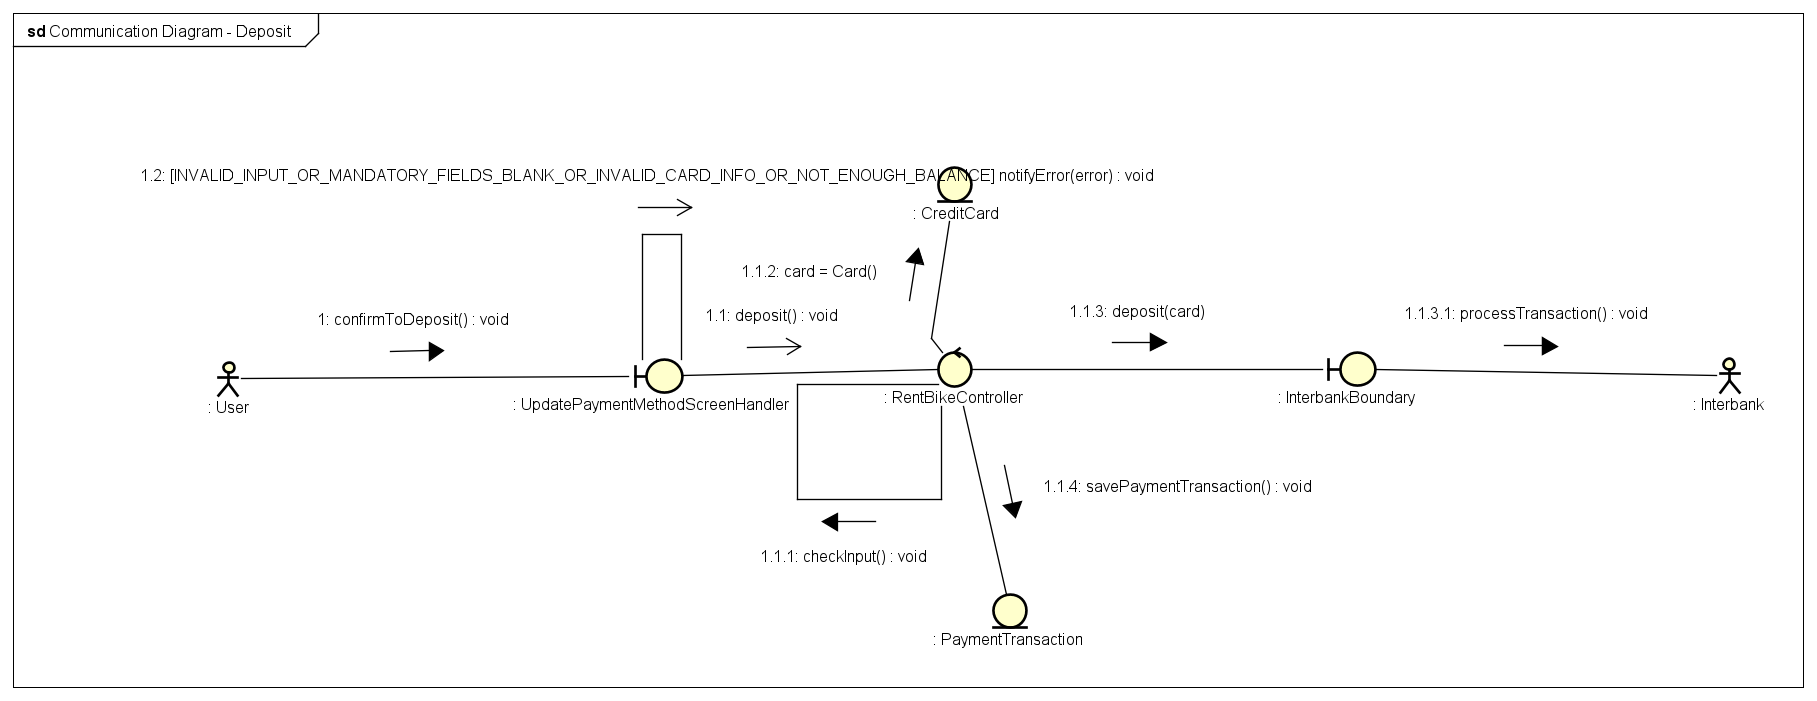 sd Communication Diagram - Deposit
1.2: [INVALID_INPUT_OR_MANDATORY_FIELDS_BLANK_OR_INVALID_CARD_INFO_OR_NOT_ENOUGH_BALANCE] notifyError(error) : void
: CreditCard
1.1.2: card = Card()
1: confirmToDeposit() : void
1.1: deposit() : void
1.1.3: deposit(card)
1.1.3.1: processTransaction() : void
: User
: UpdatePaymentMethodScreenHandler
: RentBikeController
: InterbankBoundary
: Interbank
1.1.4: savePaymentTransaction() : void
1.1.1: checkInput() : void
: PaymentTransaction